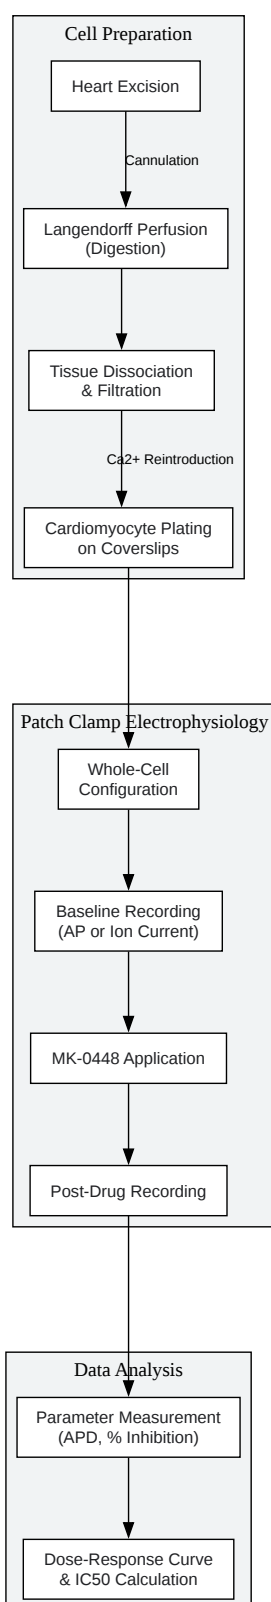 Cell Preparation
Heart Excision
Cannulation
Langendorff Perfusion
(Digestion)
Tissue Dissociation
& Filtration
Ca2+ Reintroduction
Cardiomyocyte Plating
on Coverslips
Patch Clamp Electrophysiology
Whole-Cell
Configuration
Baseline Recording
(AP or Ion Current)
MK-0448 Application
Post-Drug Recording
Data Analysis
Parameter Measurement
(APD, % Inhibition)
Dose-Response Curve
& IC50 Calculation